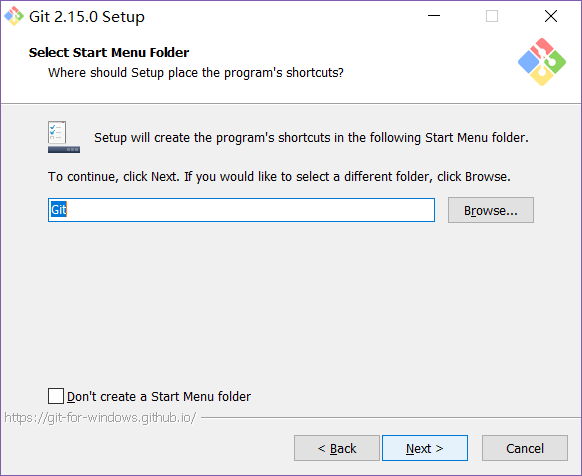 Git 2.15.0 Setup
Select Start Menu Folder
Where should Setup place the program's shortcuts?
Setup will create the program's shortcuts in the following Start Menu folder.
To continue, click Next. If you would like to select a different folder, click Browse.
Git
Browse...
Don't create a Start Menu folder
https://git-for-windows.github.io/
< Back
Next >
Cancel